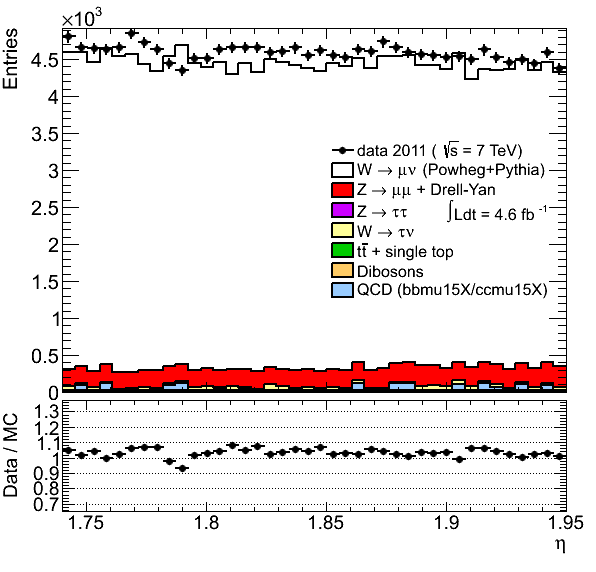 ×10³
Entries
4.5
4
3.5
3
2.5
2
1.5
1
0.5
0
data 2011 ( √s = 7 TeV)
W → μν (Powheg+Pythia)
Z → μμ + Drell-Yan
Z → ττ ∫Ldt = 4.6 fb⁻¹
W → τν
tt̄ + single top
Dibosons
QCD (bbmu15X/ccmu15X)
Data / MC
1.3
1.2
1.1
1
0.9
0.8
0.7
1.75 1.8 1.85 1.9 1.95
η